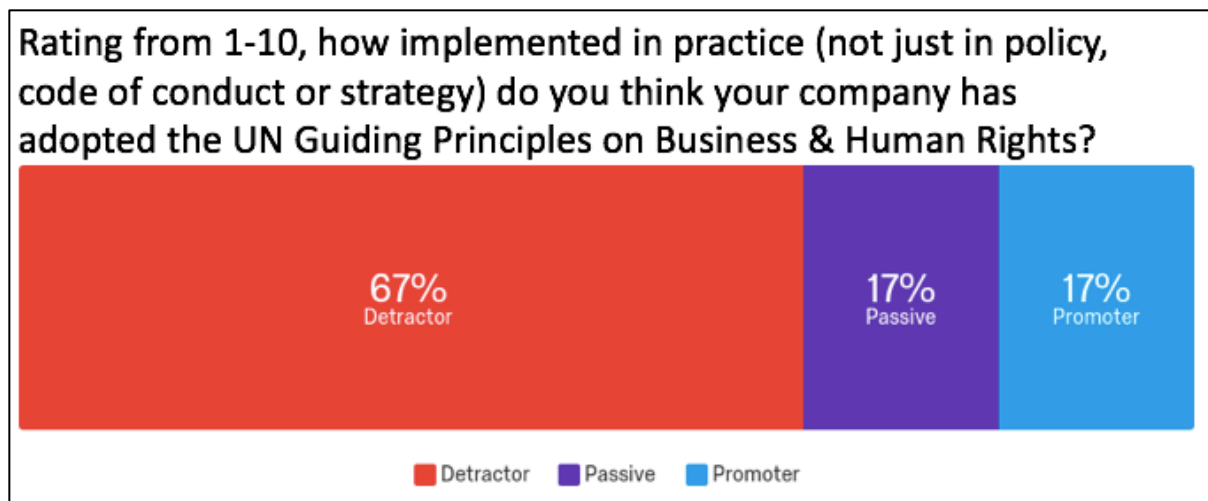 Rating from 1-10, how implemented in practice (not just in policy,
code of conduct or strategy) do you think your company has
adopted the UN Guiding Principles on Business & Human Rights?
67% 17% 17%
Detractor Passive Promoter
Detractor Passive Promoter